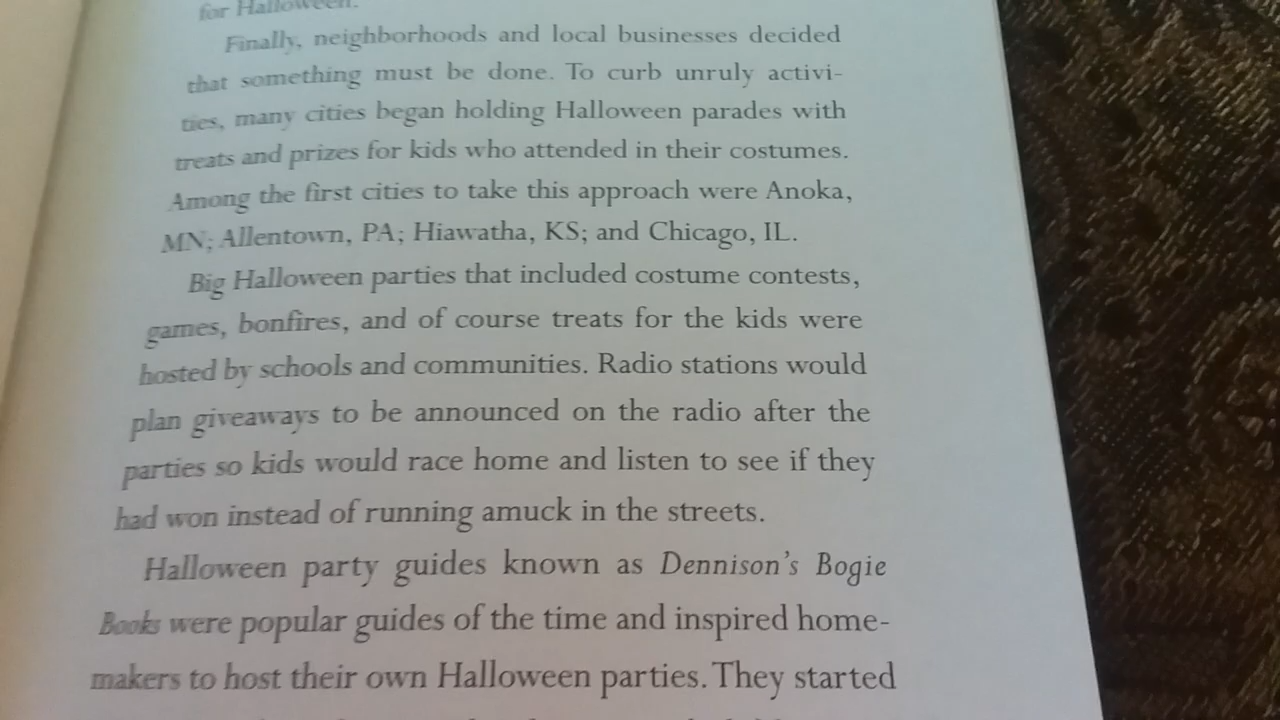 for Halloween.
Finally, neighborhoods and local businesses decided
that something must be done. To curb unruly activi-
ties, many cities began holding Halloween parades with
treats and prizes for kids who attended in their costumes.
Among the first cities to take this approach were Anoka,
MN; Allentown, PA; Hiawatha, KS; and Chicago, IL.
Big Halloween parties that included costume contests,
games, bonfires, and of course treats for the kids were
hosted by schools and communities. Radio stations would
plan giveaways to be announced on the radio after the
parties so kids would race home and listen to see if they
had won instead of running amuck in the streets.
Halloween party guides known as Dennison's Bogie
Books were popular guides of the time and inspired home-
makers to host their own Halloween parties. They started